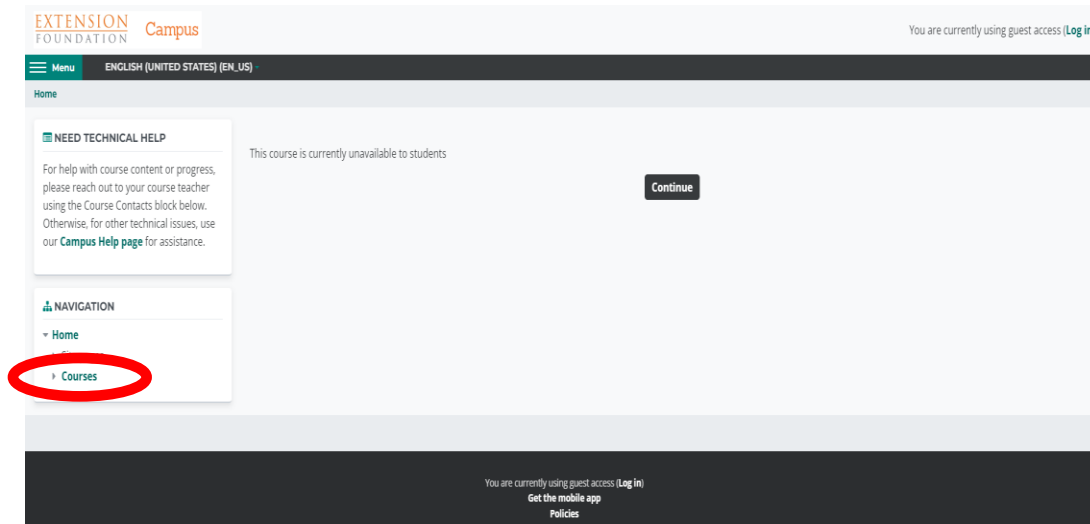 EXTENSION
FOUNDATION
Campus
You are currently using guest access (Log in
Menu
ENGLISH (UNITED STATES) (EN_US)
Home
NEED TECHNICAL HELP
For help with course content or progress,
please reach out to your course teacher
using the Course Contacts block below.
Otherwise, for other technical issues, use
our Campus Help page for assistance.
This course is currently unavailable to students
Continue
NAVIGATION
Home
Courses
You are currently using guest access (Log in)
Get the mobile app
Policies